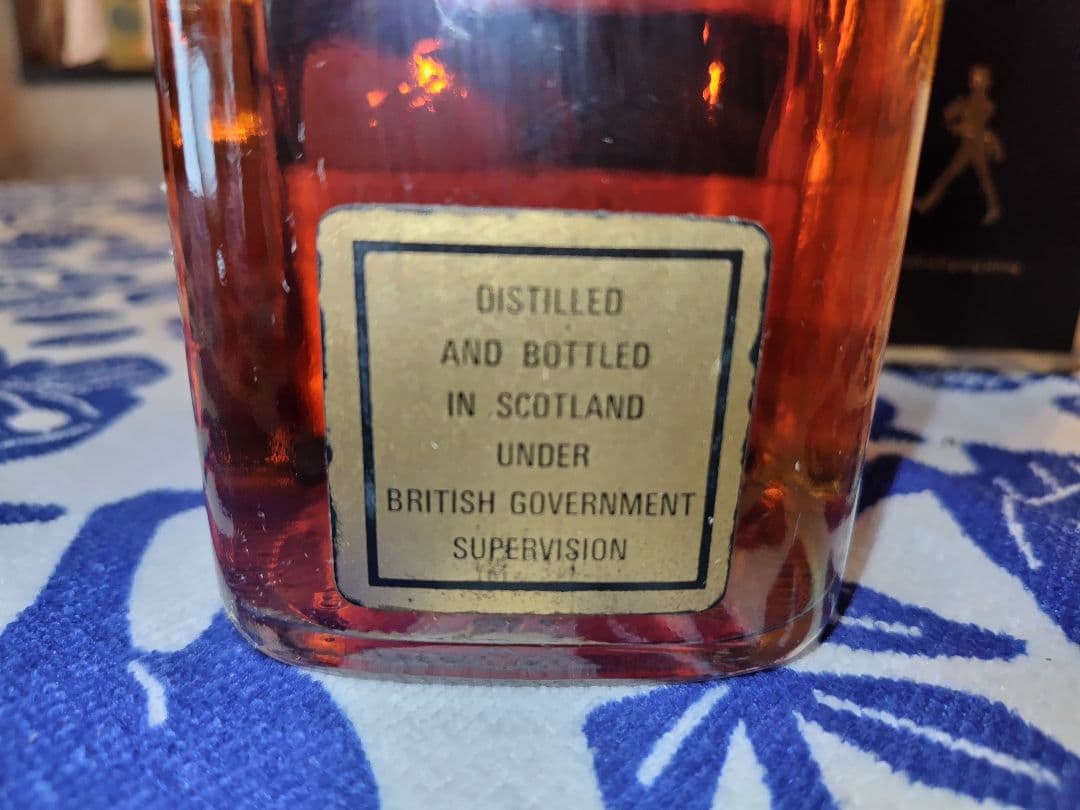 DISTILLED
AND BOTTLED
IN SCOTLAND
UNDER
BRITISH GOVERNMENT
SUPERVISION